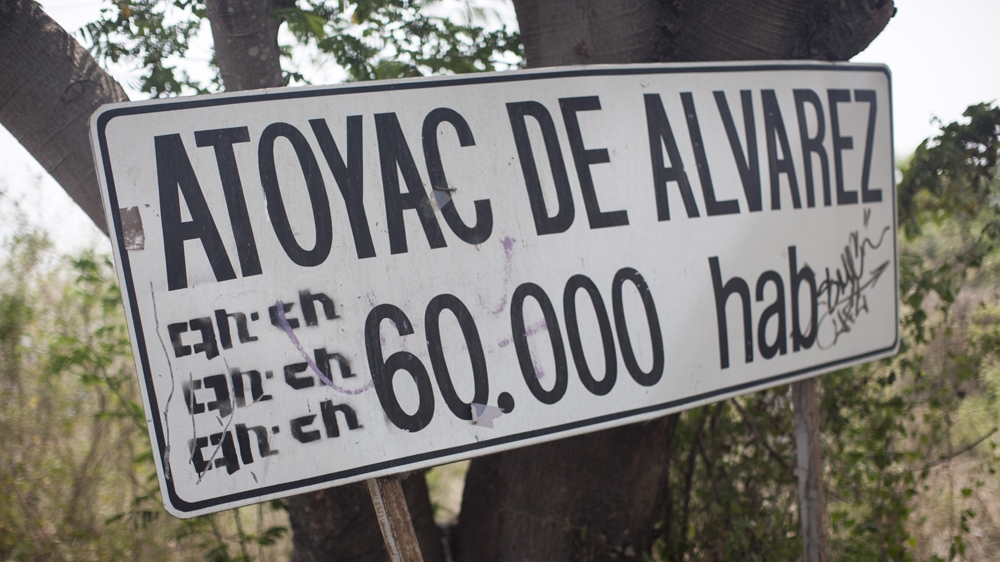 ATOYAC DE ALVAREZ
60.000 hab